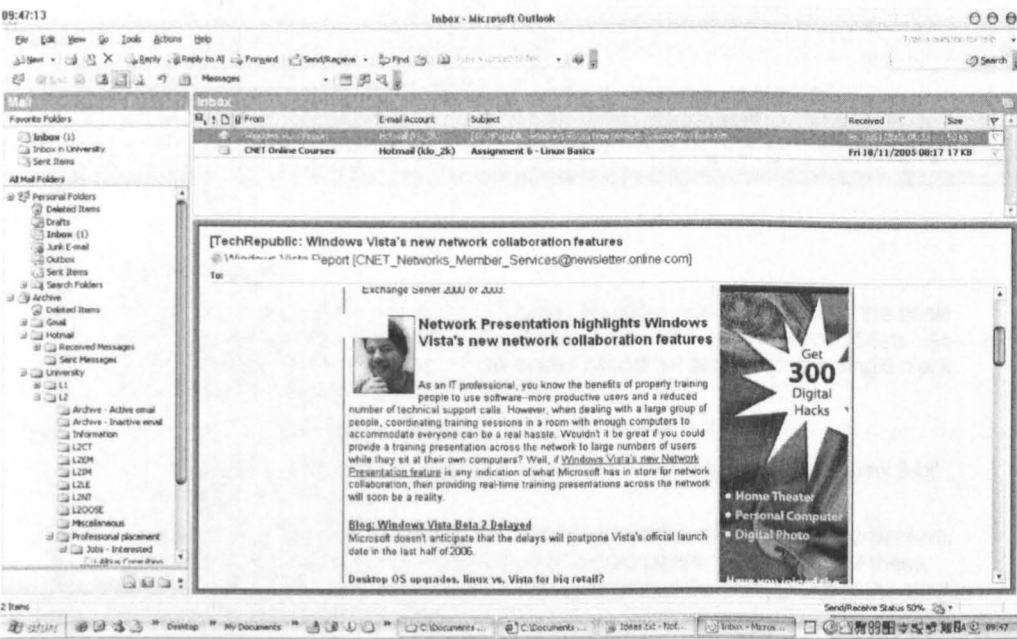 09:47:13
Inbox - Microsoft Outlook
File Edit View Go Tools Actions Help
Type a question for help
New Reply Reply to All Forward Send/Receive Find
Search
Messages
Mail
Favorite Folders
Inbox (1)
Inbox in University
Sent Items
All Mail Folders
Personal Folders
Deleted Items
Drafts
Inbox (1)
Junk E-mail
Outbox
Sent Items
Search Folders
Archive
Deleted Items
Gmail
Hotmail
Received Messages
Sent Messages
University
L1
L2
Archive - Active email
Archive - Inactive email
Information
L2CT
L2EM
L2IM
L2LE
L2NT
L2OOSE
Miscellaneous
Professional placement
Jobs - Interested
Inbox
From E-mail Account Subject Received Size
CNET Online Courses Hotmail (klo_2k) Assignment 6 - Linux Basics Fri 18/11/2005 08:17 17 KB
[TechRepublic: Windows Vista's new network collaboration features
Windows Vista Report [CNET_Networks_Member_Services@newsletter.online.com]
To:
Exchange Server 2000 or 2003.
Network Presentation highlights Windows
Vista's new network collaboration features
As an IT professional, you know the benefits of properly training
people to use software--more productive users and a reduced
number of technical support calls. However, when dealing with a large group of
people, coordinating training sessions in a room with enough computers to
accommodate everyone can be a real hassle. Wouldn't it be great if you could
provide a training presentation across the network to large numbers of users
while they sit at their own computers? Well, if Windows Vista's new Network
Presentation feature is any indication of what Microsoft has in store for network
collaboration, then providing real-time training presentations across the network
will soon be a reality.
Blog: Windows Vista Beta 2 Delayed
Microsoft doesn't anticipate that the delays will postpone Vista's official launch
date in the last half of 2006.
Desktop OS upgrades. linux vs. Vista for big retail?
Get
300
Digital
Hacks
• Home Theater
• Personal Computer
• Digital Photo
Have you joined the
2 Items
Send/Receive Status 50%
start Desktop My Documents C:\Documents ... C:\Documents ... Ideas.txt - Not... Inbox - Micros... 09:47